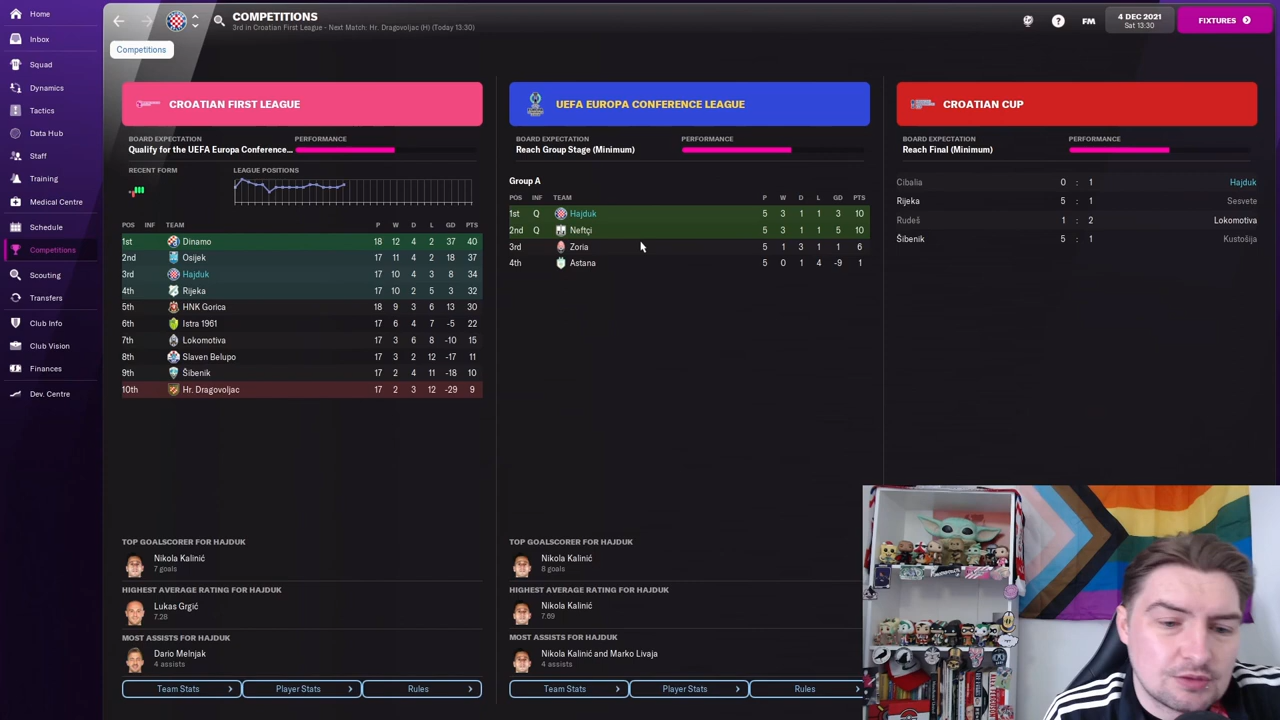 COMPETITIONS
3rd in Croatian First League - Next Match: Hr. Dragovoljac (H) (Today 13:30)
FM
4 DEC 2021
Sat 13:30
FIXTURES
Home
Inbox
Squad
Dynamics
Tactics
Data Hub
Staff
Training
Medical Centre
Schedule
Competitions
Scouting
Transfers
Club Info
Club Vision
Finances
Dev. Centre
Competitions
CROATIAN FIRST LEAGUE
BOARD EXPECTATION PERFORMANCE
Qualify for the UEFA Europa Conference...
RECENT FORM LEAGUE POSITIONS
POS INF TEAM P W D L GD PTS
1st Dinamo 18 12 4 2 37 40
2nd Osijek 17 11 4 2 18 37
3rd Hajduk 17 10 4 3 8 34
4th Rijeka 17 10 2 5 3 32
5th HNK Gorica 18 9 3 6 13 30
6th Istra 1961 17 6 4 7 -5 22
7th Lokomotiva 17 3 6 8 -10 15
8th Slaven Belupo 17 3 2 12 -17 11
9th Šibenik 17 2 4 11 -18 10
10th Hr. Dragovoljac 17 2 3 12 -29 9
TOP GOALSCORER FOR HAJDUK
Nikola Kalinić
7 goals
HIGHEST AVERAGE RATING FOR HAJDUK
Lukas Grgić
7.28
MOST ASSISTS FOR HAJDUK
Dario Melnjak
4 assists
Team Stats Player Stats Rules
UEFA EUROPA CONFERENCE LEAGUE
BOARD EXPECTATION PERFORMANCE
Reach Group Stage (Minimum)
Group A
POS INF TEAM P W D L GD PTS
1st Q Hajduk 5 3 1 1 3 10
2nd Q Neftçi 5 3 1 1 5 10
3rd Zoria 5 1 3 1 1 6
4th Astana 5 0 1 4 -9 1
TOP GOALSCORER FOR HAJDUK
Nikola Kalinić
8 goals
HIGHEST AVERAGE RATING FOR HAJDUK
Nikola Kalinić
7.69
MOST ASSISTS FOR HAJDUK
Nikola Kalinić and Marko Livaja
4 assists
Team Stats Player Stats Rules
CROATIAN CUP
BOARD EXPECTATION PERFORMANCE
Reach Final (Minimum)
Cibalia 0 : 1 Hajduk
Rijeka 5 : 1 Sesvete
Rudeš 1 : 2 Lokomotiva
Šibenik 5 : 1 Kustošija